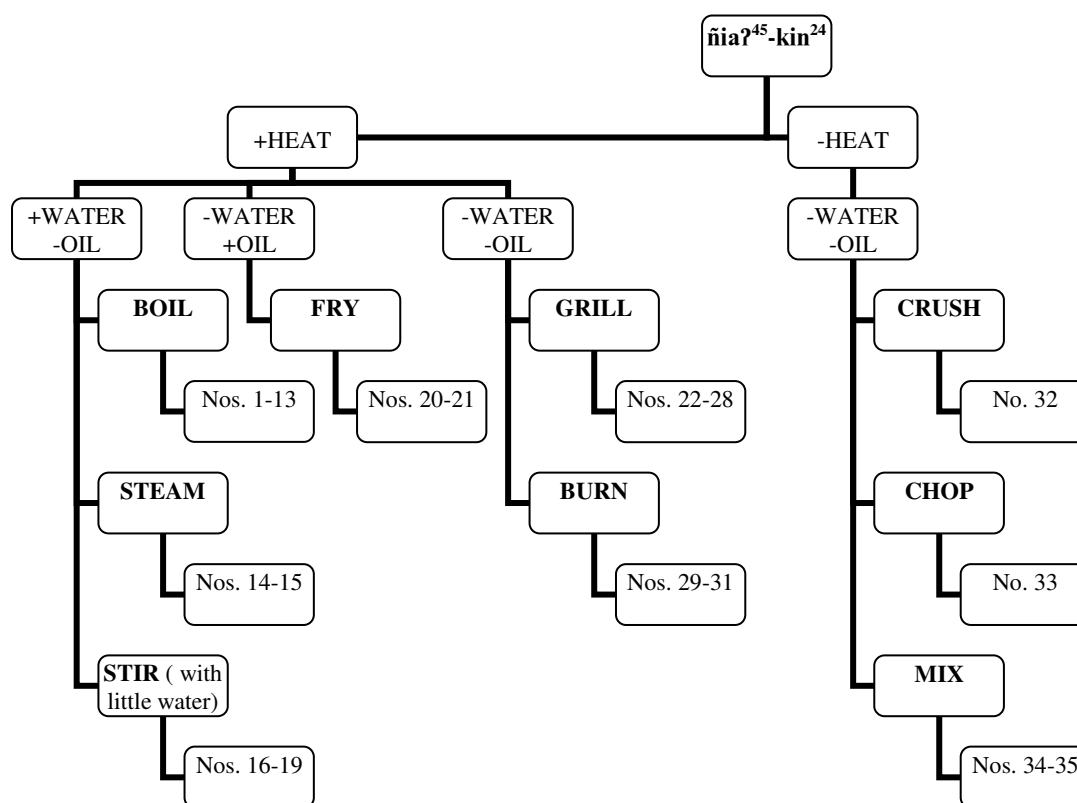 ñiaʔ⁴⁵-kin²⁴
+HEAT
-HEAT
+WATER
-OIL
-WATER
+OIL
-WATER
-OIL
-WATER
-OIL
BOIL
FRY
GRILL
CRUSH
Nos. 1-13
Nos. 20-21
Nos. 22-28
No. 32
STEAM
BURN
CHOP
Nos. 14-15
Nos. 29-31
No. 33
STIR ( with
little water)
MIX
Nos. 16-19
Nos. 34-35